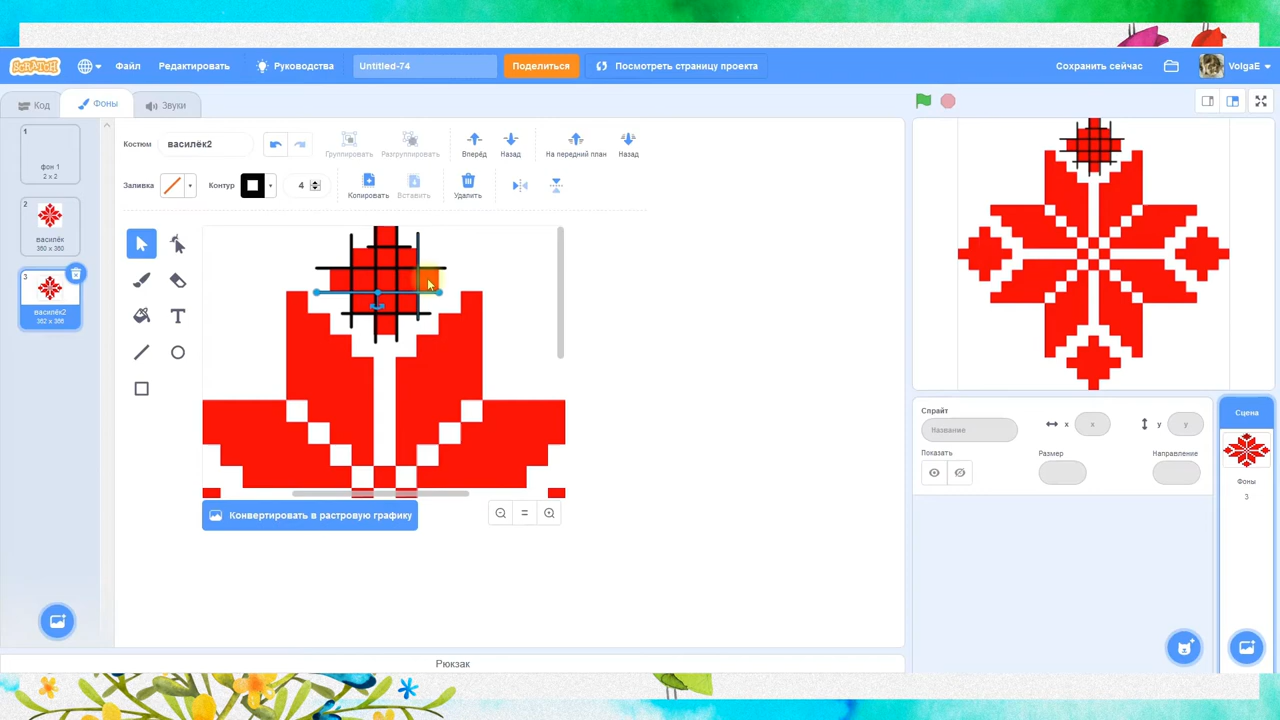 SCRATCH
Файл
Редактировать
Руководства
Untitled-74
Поделиться
Посмотреть страницу проекта
Сохранить сейчас
VolgaE
Код
Фоны
Звуки
1
фон 1
2 x 2
2
василёк
360 x 360
3
василёк2
362 x 366
Костюм
василёк2
Группировать
Разгруппировать
Вперёд
Назад
На передний план
Назад
Заливка
Контур
4
Копировать
Вставить
Удалить
T
Конвертировать в растровую графику
=
Рюкзак
Спрайт
Название
x
x
y
y
Показать
Размер
Направление
Сцена
Фоны
3